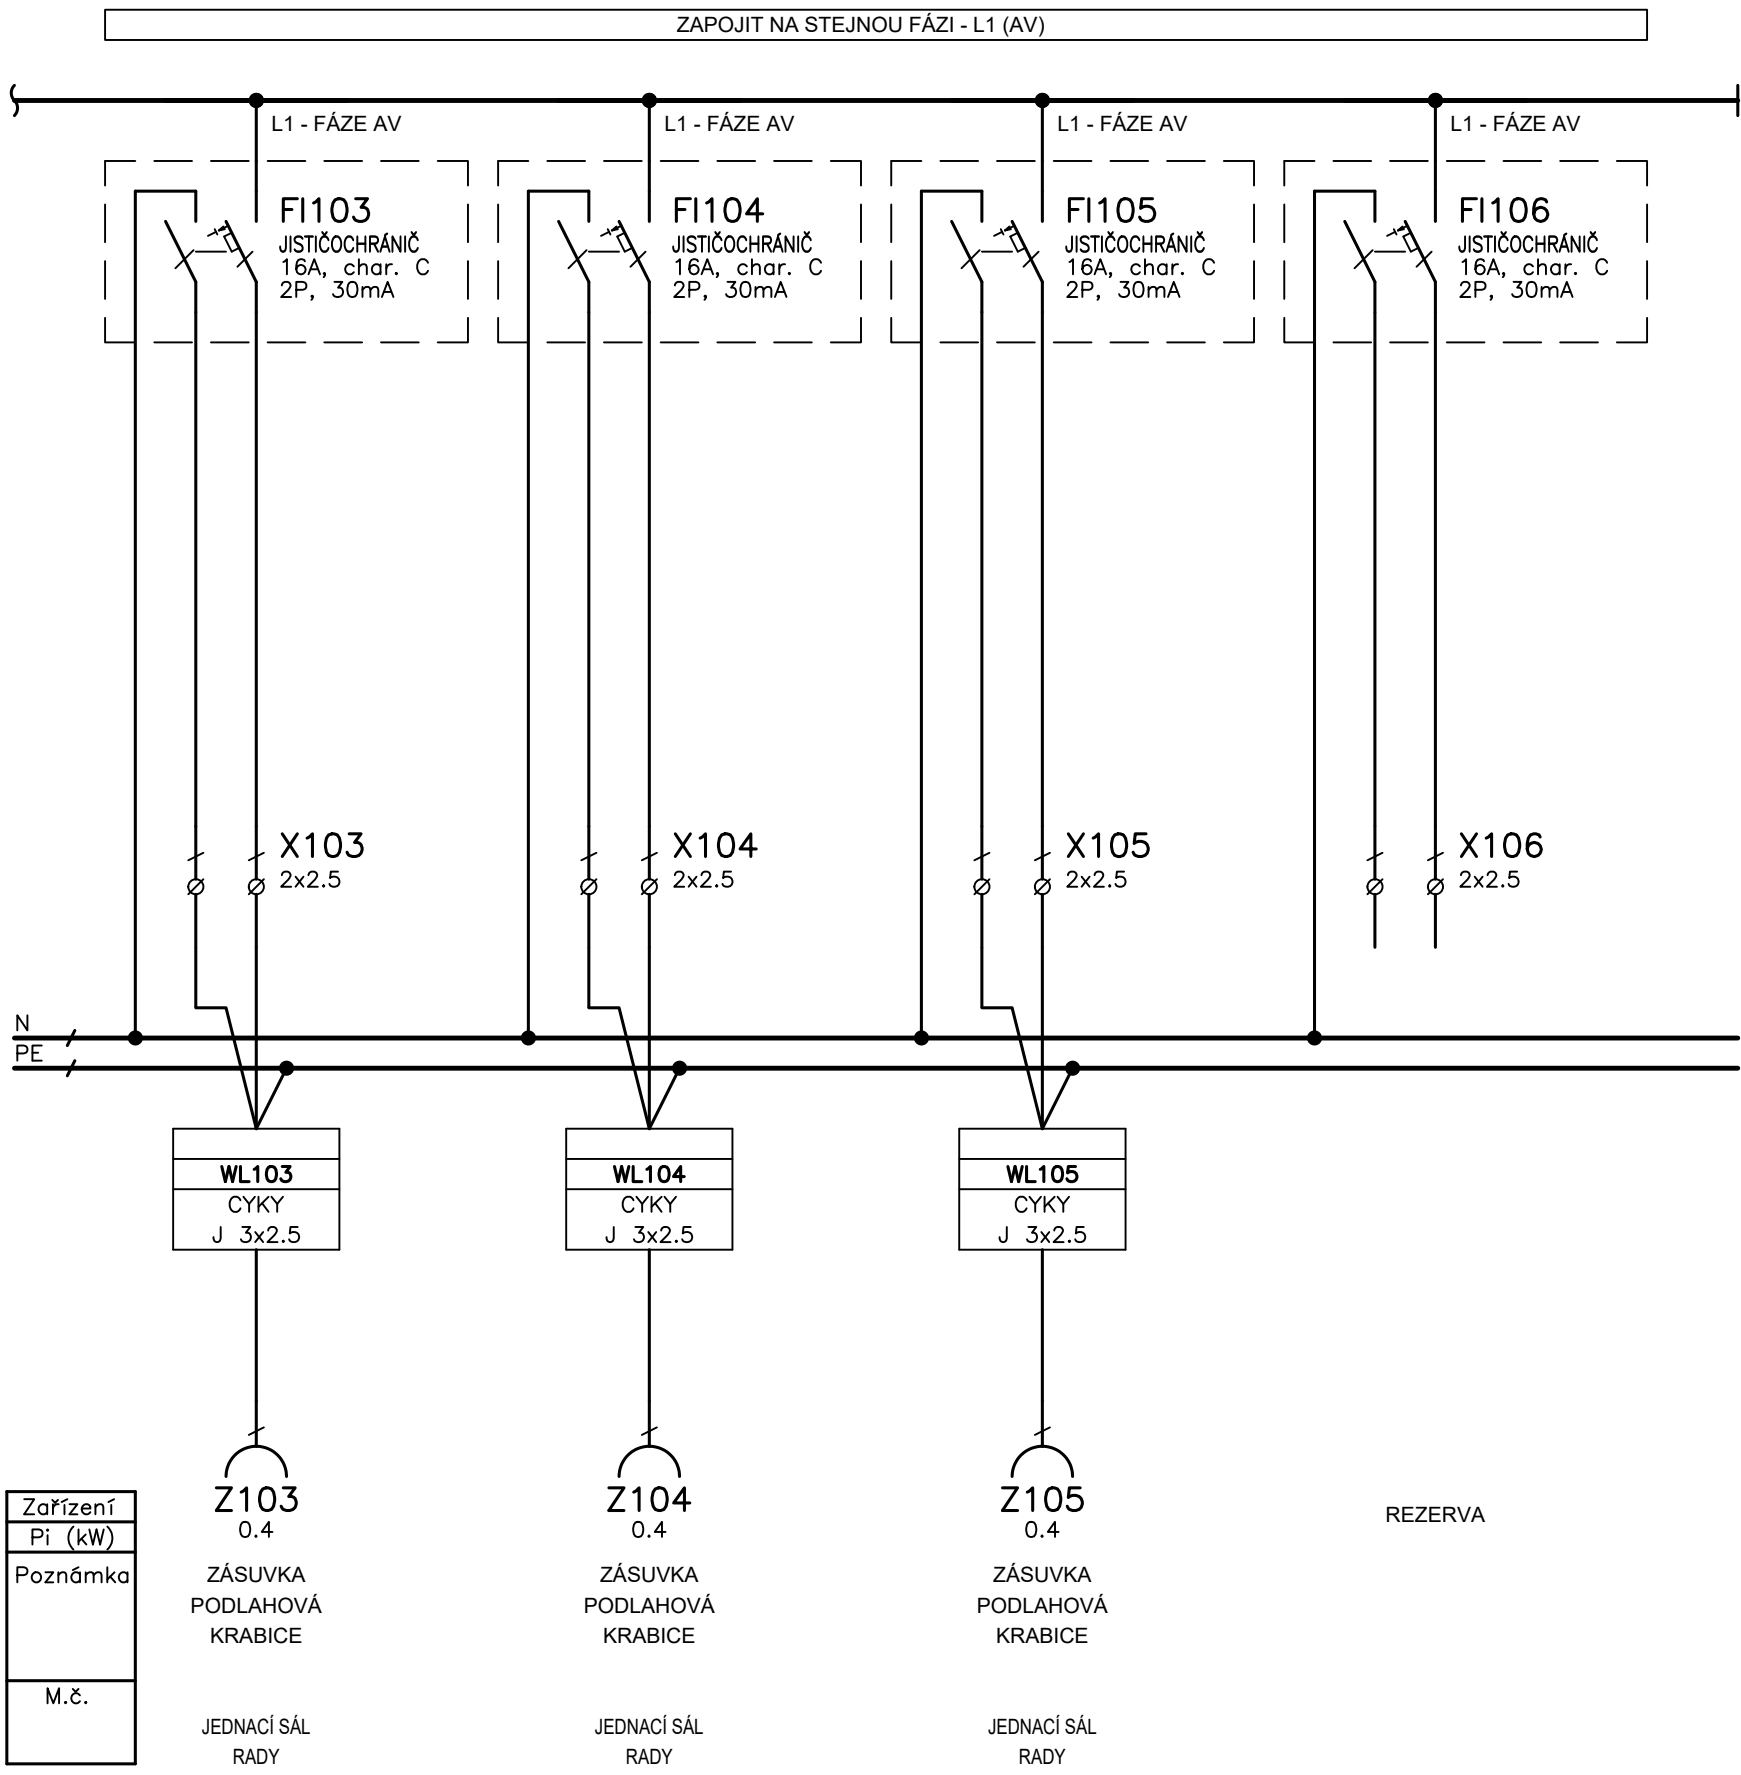 ZAPOJIT NA STEJNOU FÁZI - L1 (AV)
L1 - FÁZE AV
L1 - FÁZE AV
L1 - FÁZE AV
L1 - FÁZE AV
FI103
JISTIČOCHRÁNIČ
16A, char. C
2P, 30mA
FI104
JISTIČOCHRÁNIČ
16A, char. C
2P, 30mA
FI105
JISTIČOCHRÁNIČ
16A, char. C
2P, 30mA
FI106
JISTIČOCHRÁNIČ
16A, char. C
2P, 30mA
X103
2x2.5
X104
2x2.5
X105
2x2.5
X106
2x2.5
N
PE
WL103
CYKY
J 3x2.5
WL104
CYKY
J 3x2.5
WL105
CYKY
J 3x2.5
Zařízení
Pi (kW)
Poznámka
M.č.
Z103
0.4
ZÁSUVKA
PODLAHOVÁ
KRABICE
JEDNACÍ SÁL
RADY
Z104
0.4
ZÁSUVKA
PODLAHOVÁ
KRABICE
JEDNACÍ SÁL
RADY
Z105
0.4
ZÁSUVKA
PODLAHOVÁ
KRABICE
JEDNACÍ SÁL
RADY
REZERVA